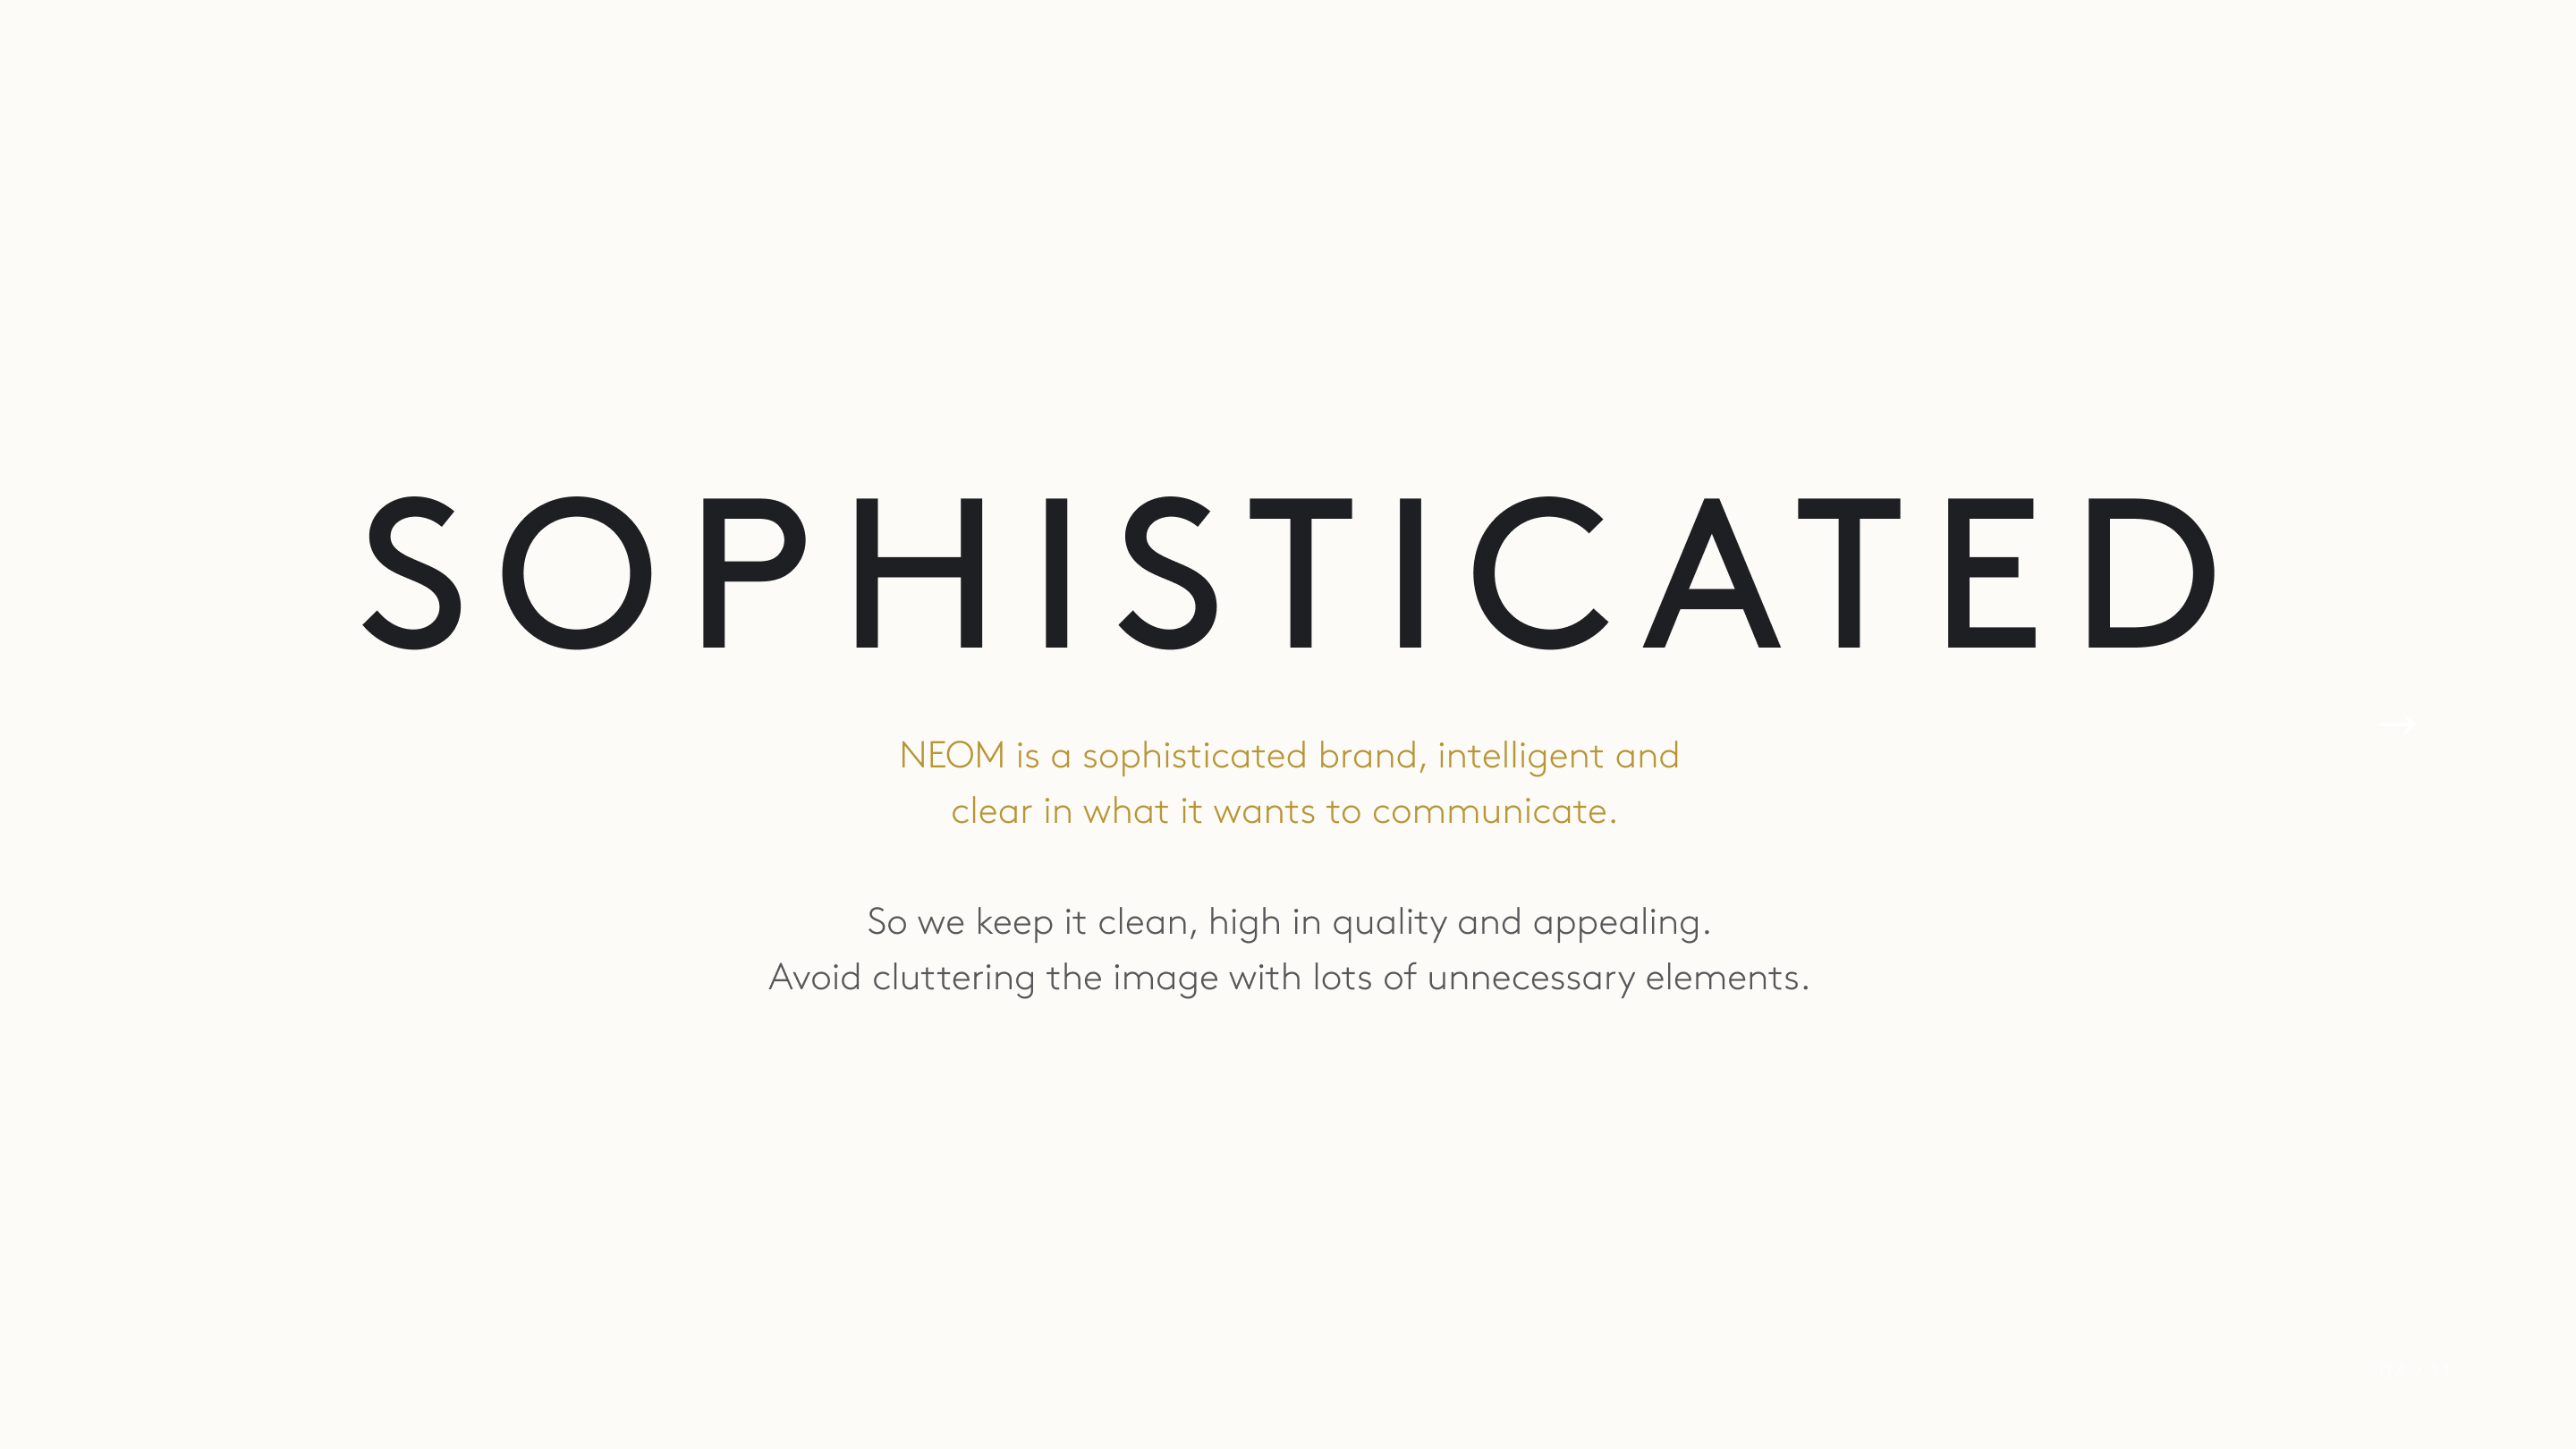 SOPHISTICATED
NEOM is a sophisticated brand, intelligent and
clear in what it wants to communicate.
So we keep it clean, high in quality and appealing.
Avoid cluttering the image with lots of unnecessary elements.